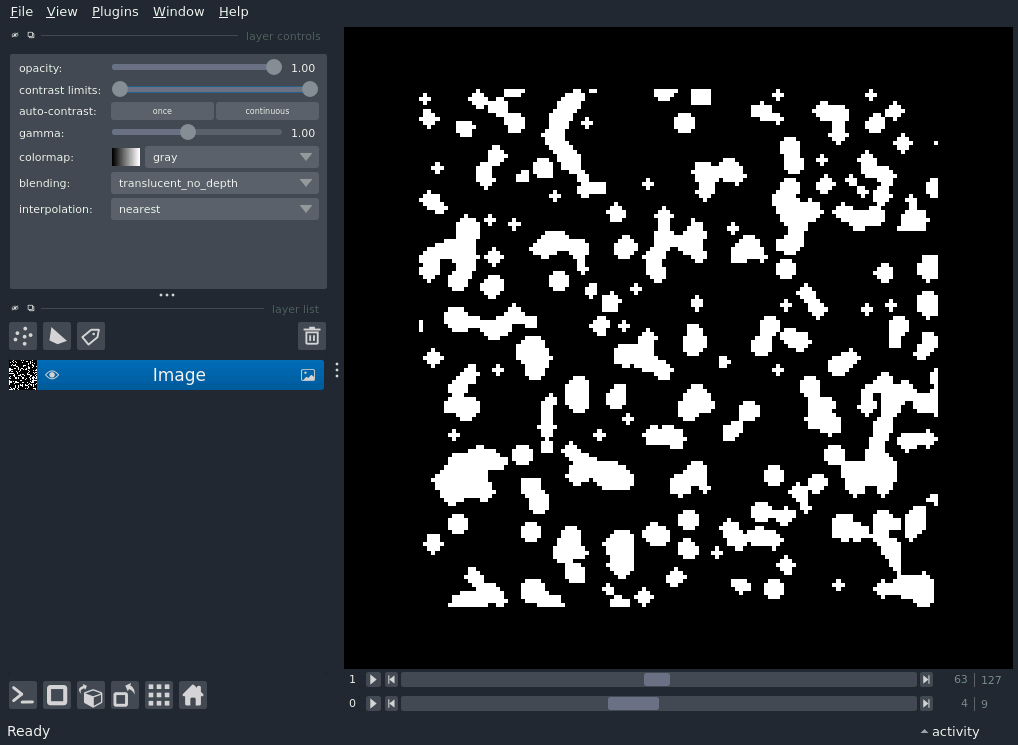 File View Plugins Window Help
layer controls
opacity: 1.00
contrast limits:
auto-contrast: once continuous
gamma: 1.00
colormap: gray
blending: translucent_no_depth
interpolation: nearest
layer list
Image
1 63 127
0 4 9
Ready activity